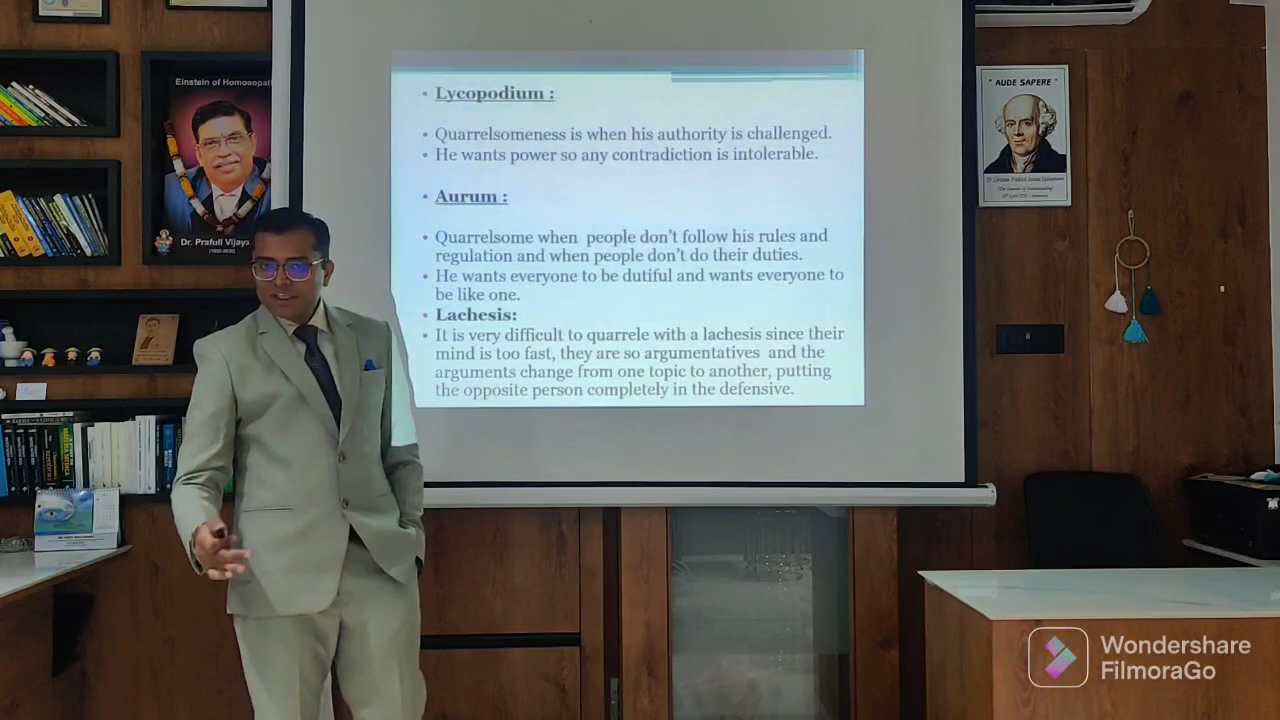 Einstein of Homoeopat
Dr. Prafull Vijaya
• Lycopodium :
• Quarrelsomeness is when his authority is challenged.
• He wants power so any contradiction is intolerable.
• Aurum :
• Quarrelsome when people don’t follow his rules and
regulation and when people don’t do their duties.
• He wants everyone to be dutiful and wants everyone to
be like one.
• Lachesis:
• It is very difficult to quarrele with a lachesis since their
mind is too fast, they are so argumentatives and the
arguments change from one topic to another, putting
the opposite person completely in the defensive.
" AUDE SAPERE "
Wondershare
FilmoraGo